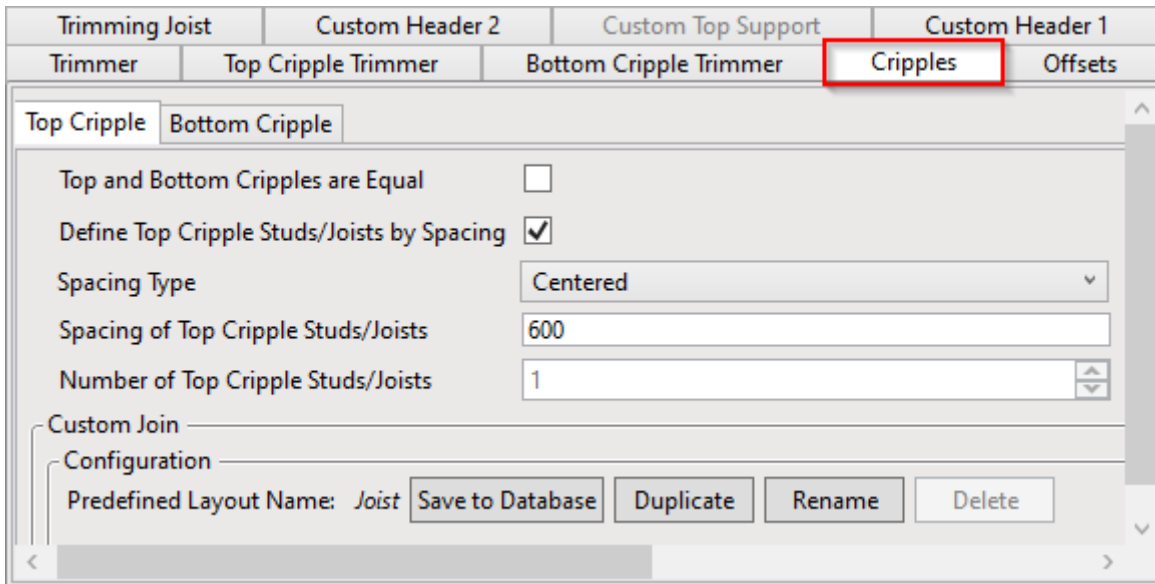 Trimming Joist Custom Header 2 Custom Top Support Custom Header 1
Trimmer Top Cripple Trimmer Bottom Cripple Trimmer Cripples Offsets
Top Cripple Bottom Cripple
Top and Bottom Cripples are Equal
Define Top Cripple Studs/Joists by Spacing
Spacing Type Centered
Spacing of Top Cripple Studs/Joists 600
Number of Top Cripple Studs/Joists 1
Custom Join
Configuration
Predefined Layout Name: Joist Save to Database Duplicate Rename Delete